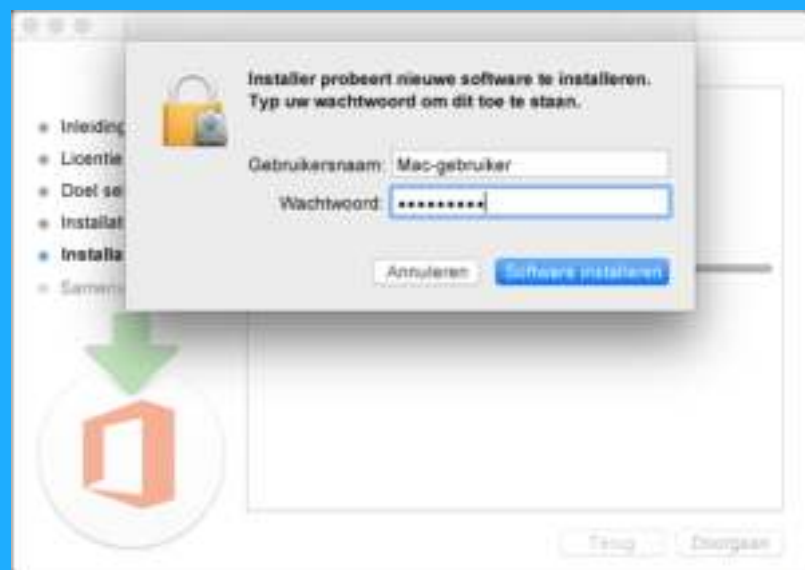 Installer probeert nieuwe software te installeren.
Typ uw wachtwoord om dit toe te staan.
Gebruikersnaam: Mac-gebruiker
Wachtwoord: •••••••••
Annuleren
Software installeren
Inleiding
Licentie
Doel se
Installat
Installa
Samenv
Terug
Doorgaan